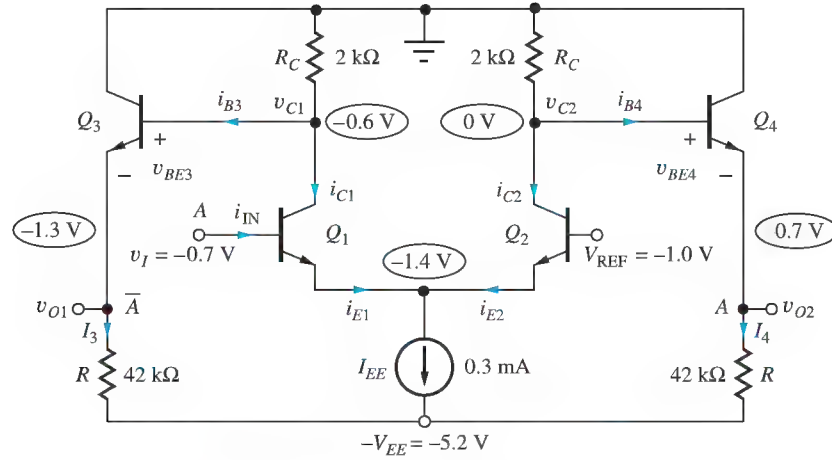 R_C 2 kΩ 2 kΩ R_C
i_B3 v_C1 v_C2 i_B4
Q_3 + –0.6 V 0 V + Q_4
v_BE3 – v_BE4 –
i_C1 i_C2
–1.3 V A i_IN Q_1 Q_2 0.7 V
v_I = –0.7 V –1.4 V V_REF = –1.0 V
v_O1 A̅ i_E1 i_E2 A v_O2
I_3 I_4
R 42 kΩ I_EE 0.3 mA 42 kΩ R
–V_EE = –5.2 V